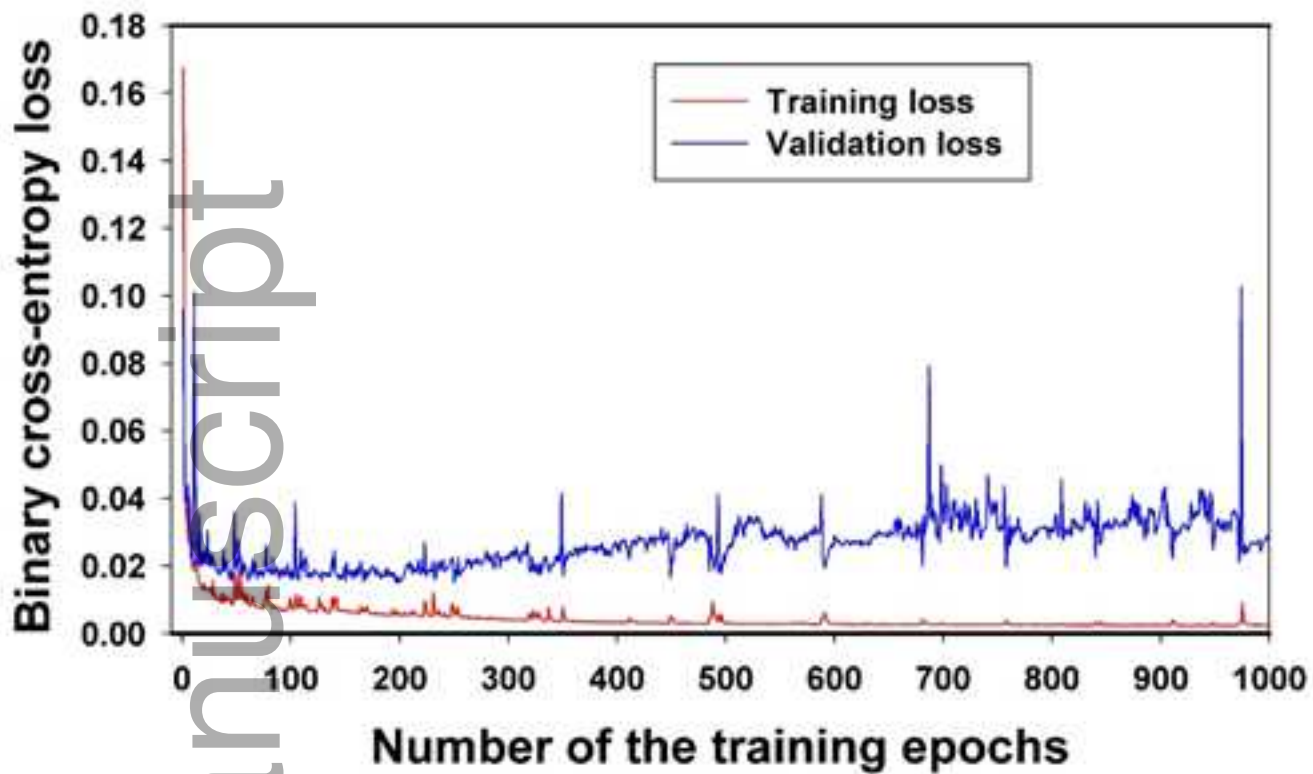 Binary cross-entropy loss
0.18
0.16
0.14
0.12
0.10
0.08
0.06
0.04
0.02
0.00
Training loss
Validation loss
0 100 200 300 400 500 600 700 800 900 1000
Number of the training epochs
anuscript